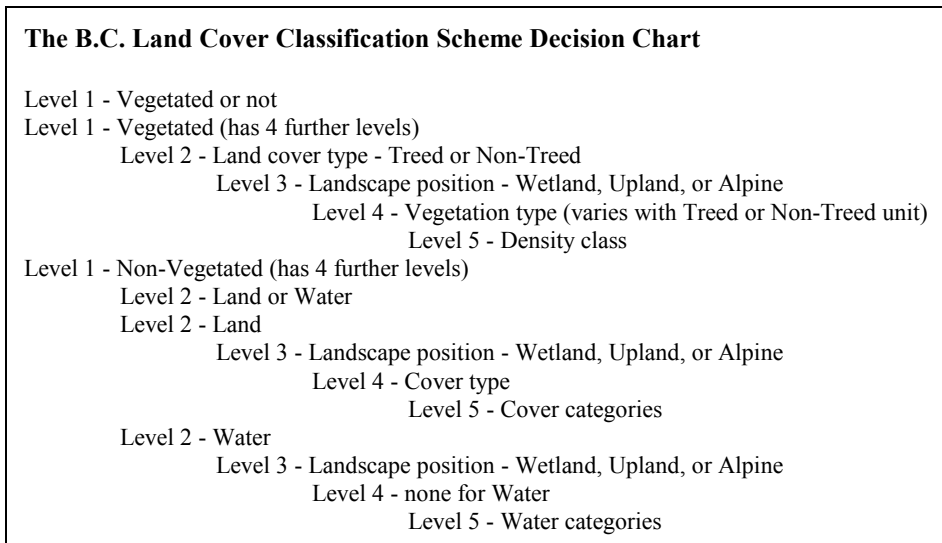 The B.C. Land Cover Classification Scheme Decision Chart
Level 1 - Vegetated or not
Level 1 - Vegetated (has 4 further levels)
Level 2 - Land cover type - Treed or Non-Treed
Level 3 - Landscape position - Wetland, Upland, or Alpine
Level 4 - Vegetation type (varies with Treed or Non-Treed unit)
Level 5 - Density class
Level 1 - Non-Vegetated (has 4 further levels)
Level 2 - Land or Water
Level 2 - Land
Level 3 - Landscape position - Wetland, Upland, or Alpine
Level 4 - Cover type
Level 5 - Cover categories
Level 2 - Water
Level 3 - Landscape position - Wetland, Upland, or Alpine
Level 4 - none for Water
Level 5 - Water categories